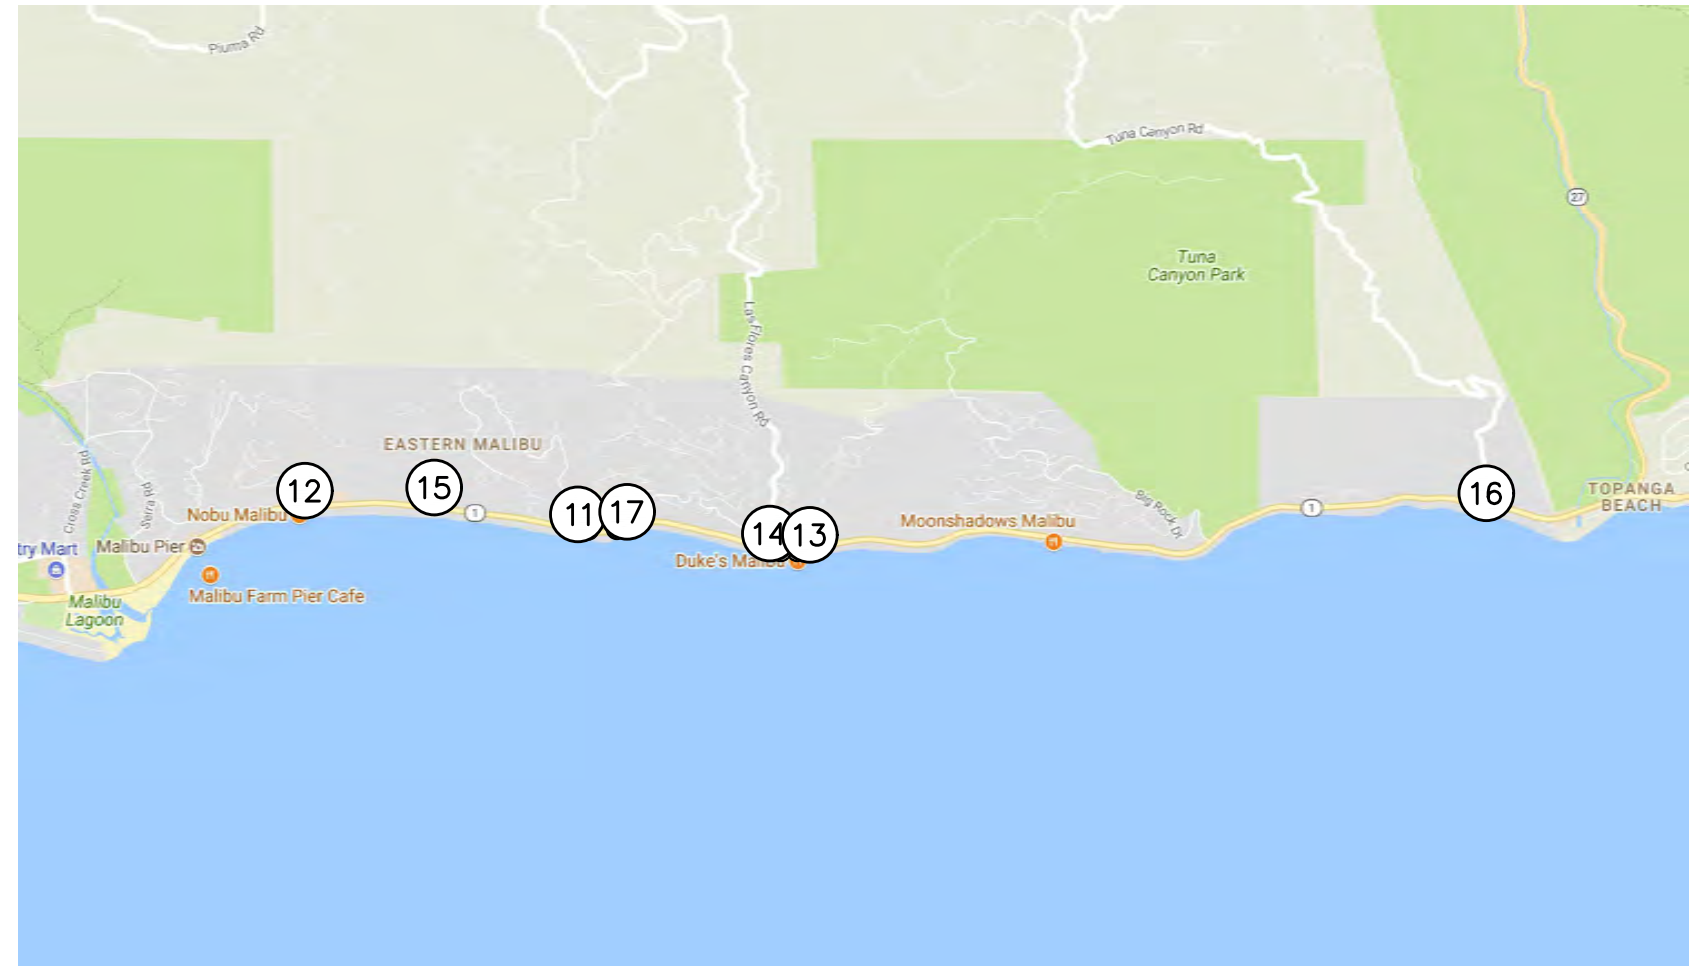 Piuma Rd
Tuna Canyon Rd
27
Tuna
Canyon Park
Las Flores Canyon Rd
EASTERN MALIBU
Cross Creek Rd
Serra Rd
12
15
Nobu Malibu
1
11
17
14
13
Big Rock Dr
Moonshadows Malibu
1
16
TOPANGA
BEACH
try Mart
Malibu Pier
Duke's Malibu
Malibu Farm Pier Cafe
Malibu
Lagoon